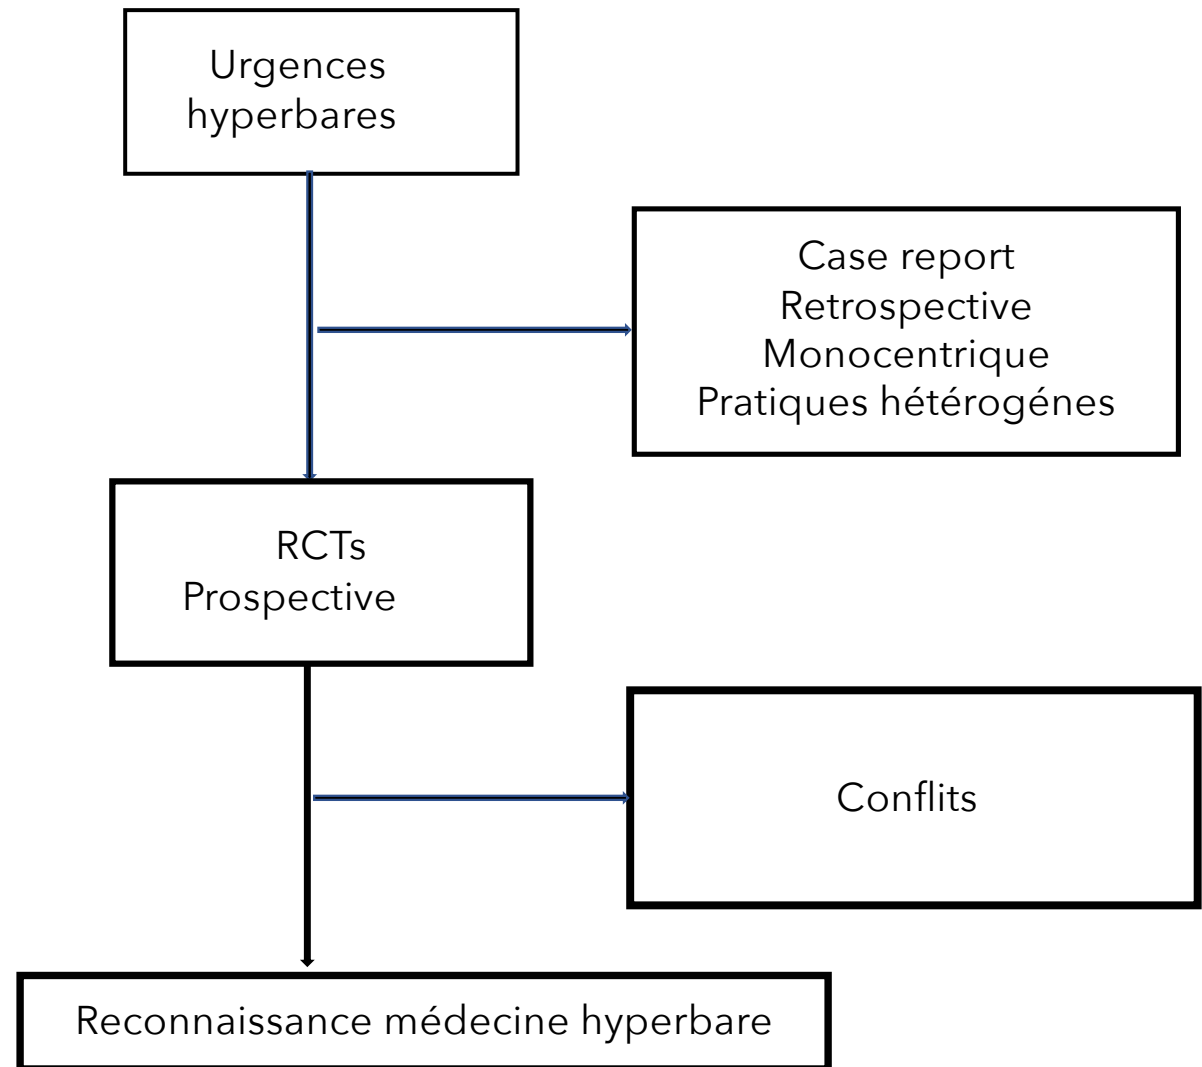 Urgences
hyperbares
Case report
Retrospective
Monocentrique
Pratiques hétérogénes
RCTs
Prospective
Conflits
Reconnaissance médecine hyperbare